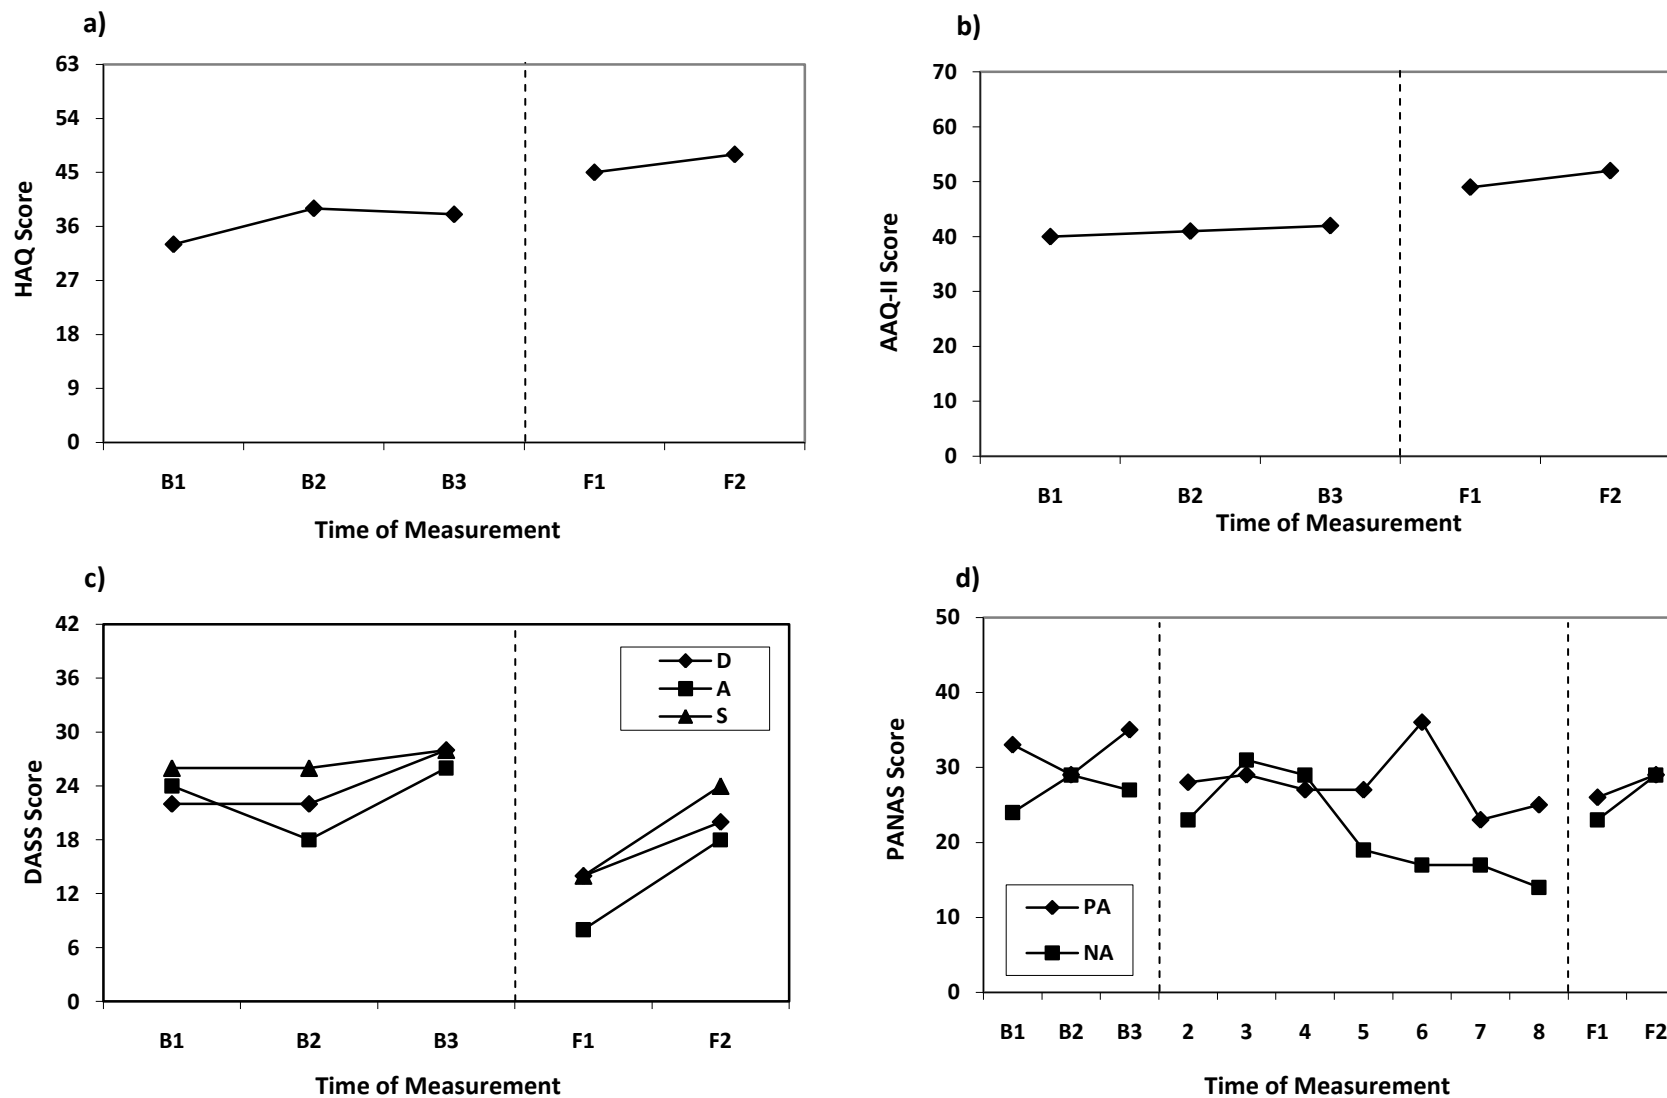 a)
63
54
45
36
27
18
9
0
HAQ Score
B1 B2 B3 F1 F2
Time of Measurement
b)
70
60
50
40
30
20
10
0
AAQ-II Score
B1 B2 B3 F1 F2
Time of Measurement
c)
42
36
30
24
18
12
6
0
DASS Score
D
A
S
B1 B2 B3 F1 F2
Time of Measurement
d)
50
40
30
20
10
0
PANAS Score
PA
NA
B1 B2 B3 2 3 4 5 6 7 8 F1 F2
Time of Measurement